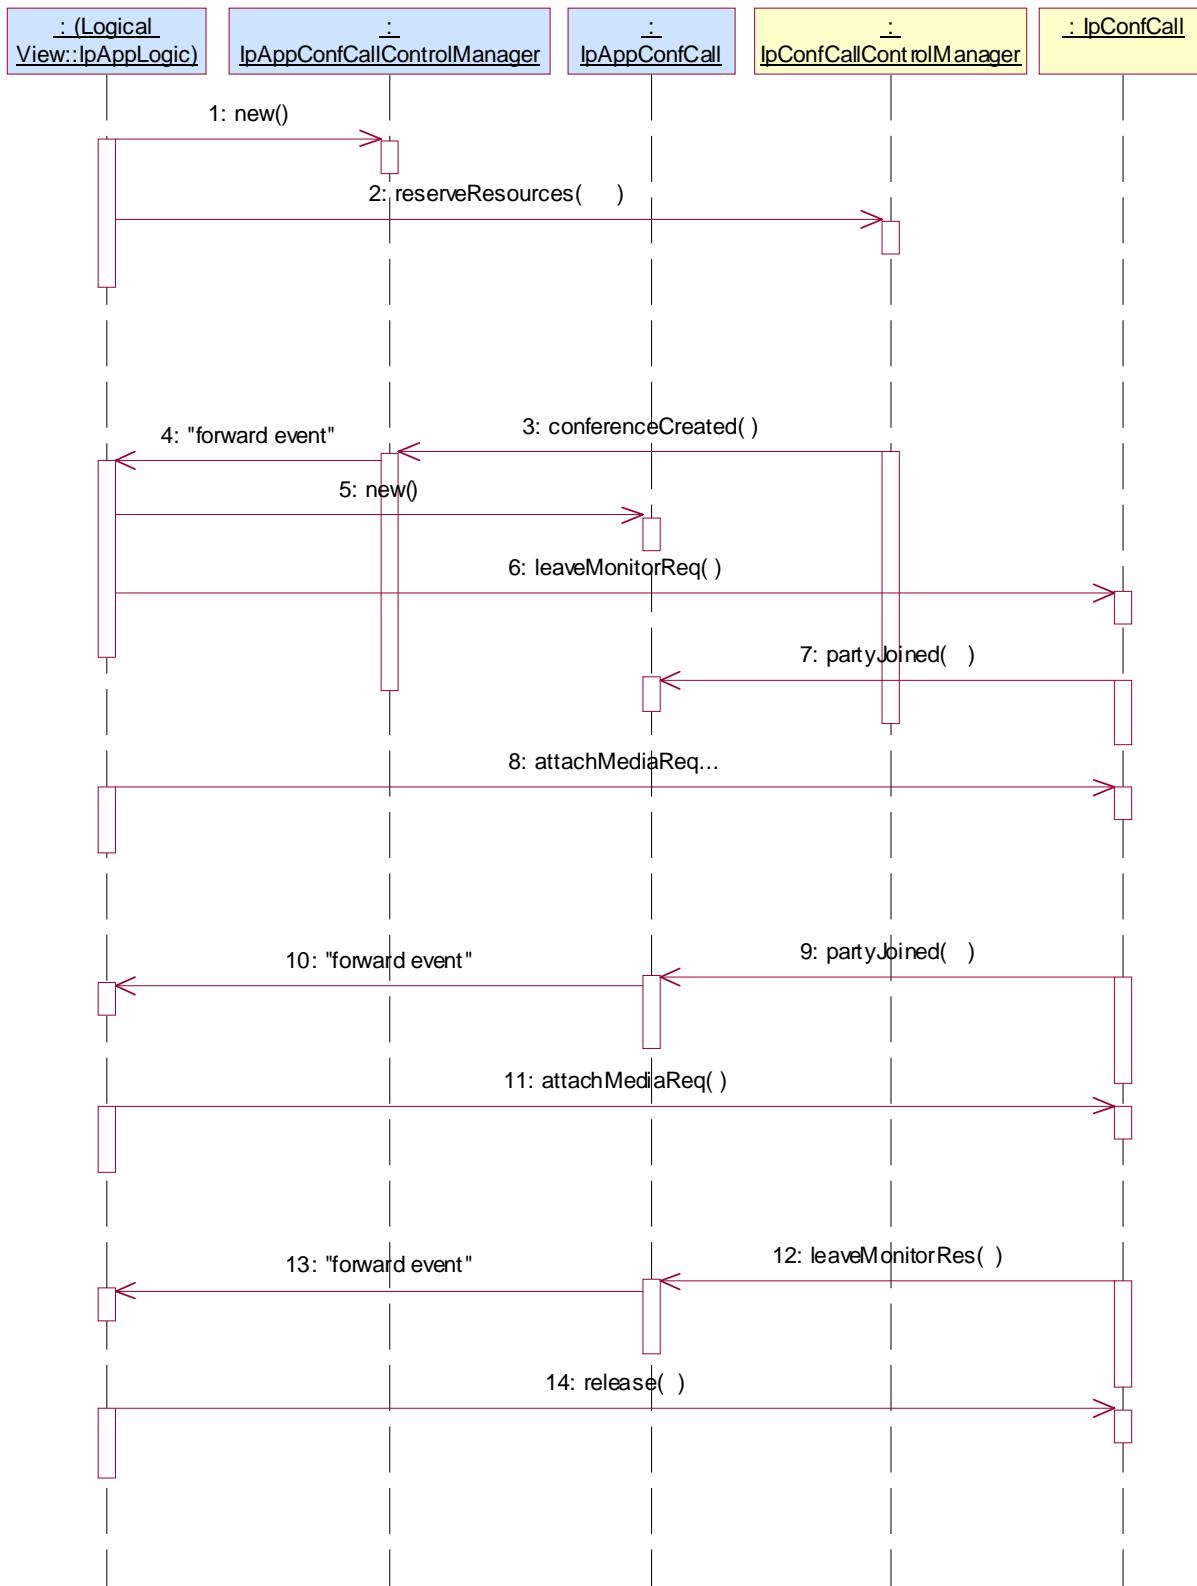 : (Logical
View::IpAppLogic)
:
IpAppConfCallControlManager
:
IpAppConfCall
:
IpConfCallControlManager
: IpConfCall
1: new()
2: reserveResources( )
3: conferenceCreated( )
4: "forward event"
5: new()
6: leaveMonitorReq( )
7: partyJoined( )
8: attachMediaReq...
9: partyJoined( )
10: "forward event"
11: attachMediaReq( )
12: leaveMonitorRes( )
13: "forward event"
14: release( )